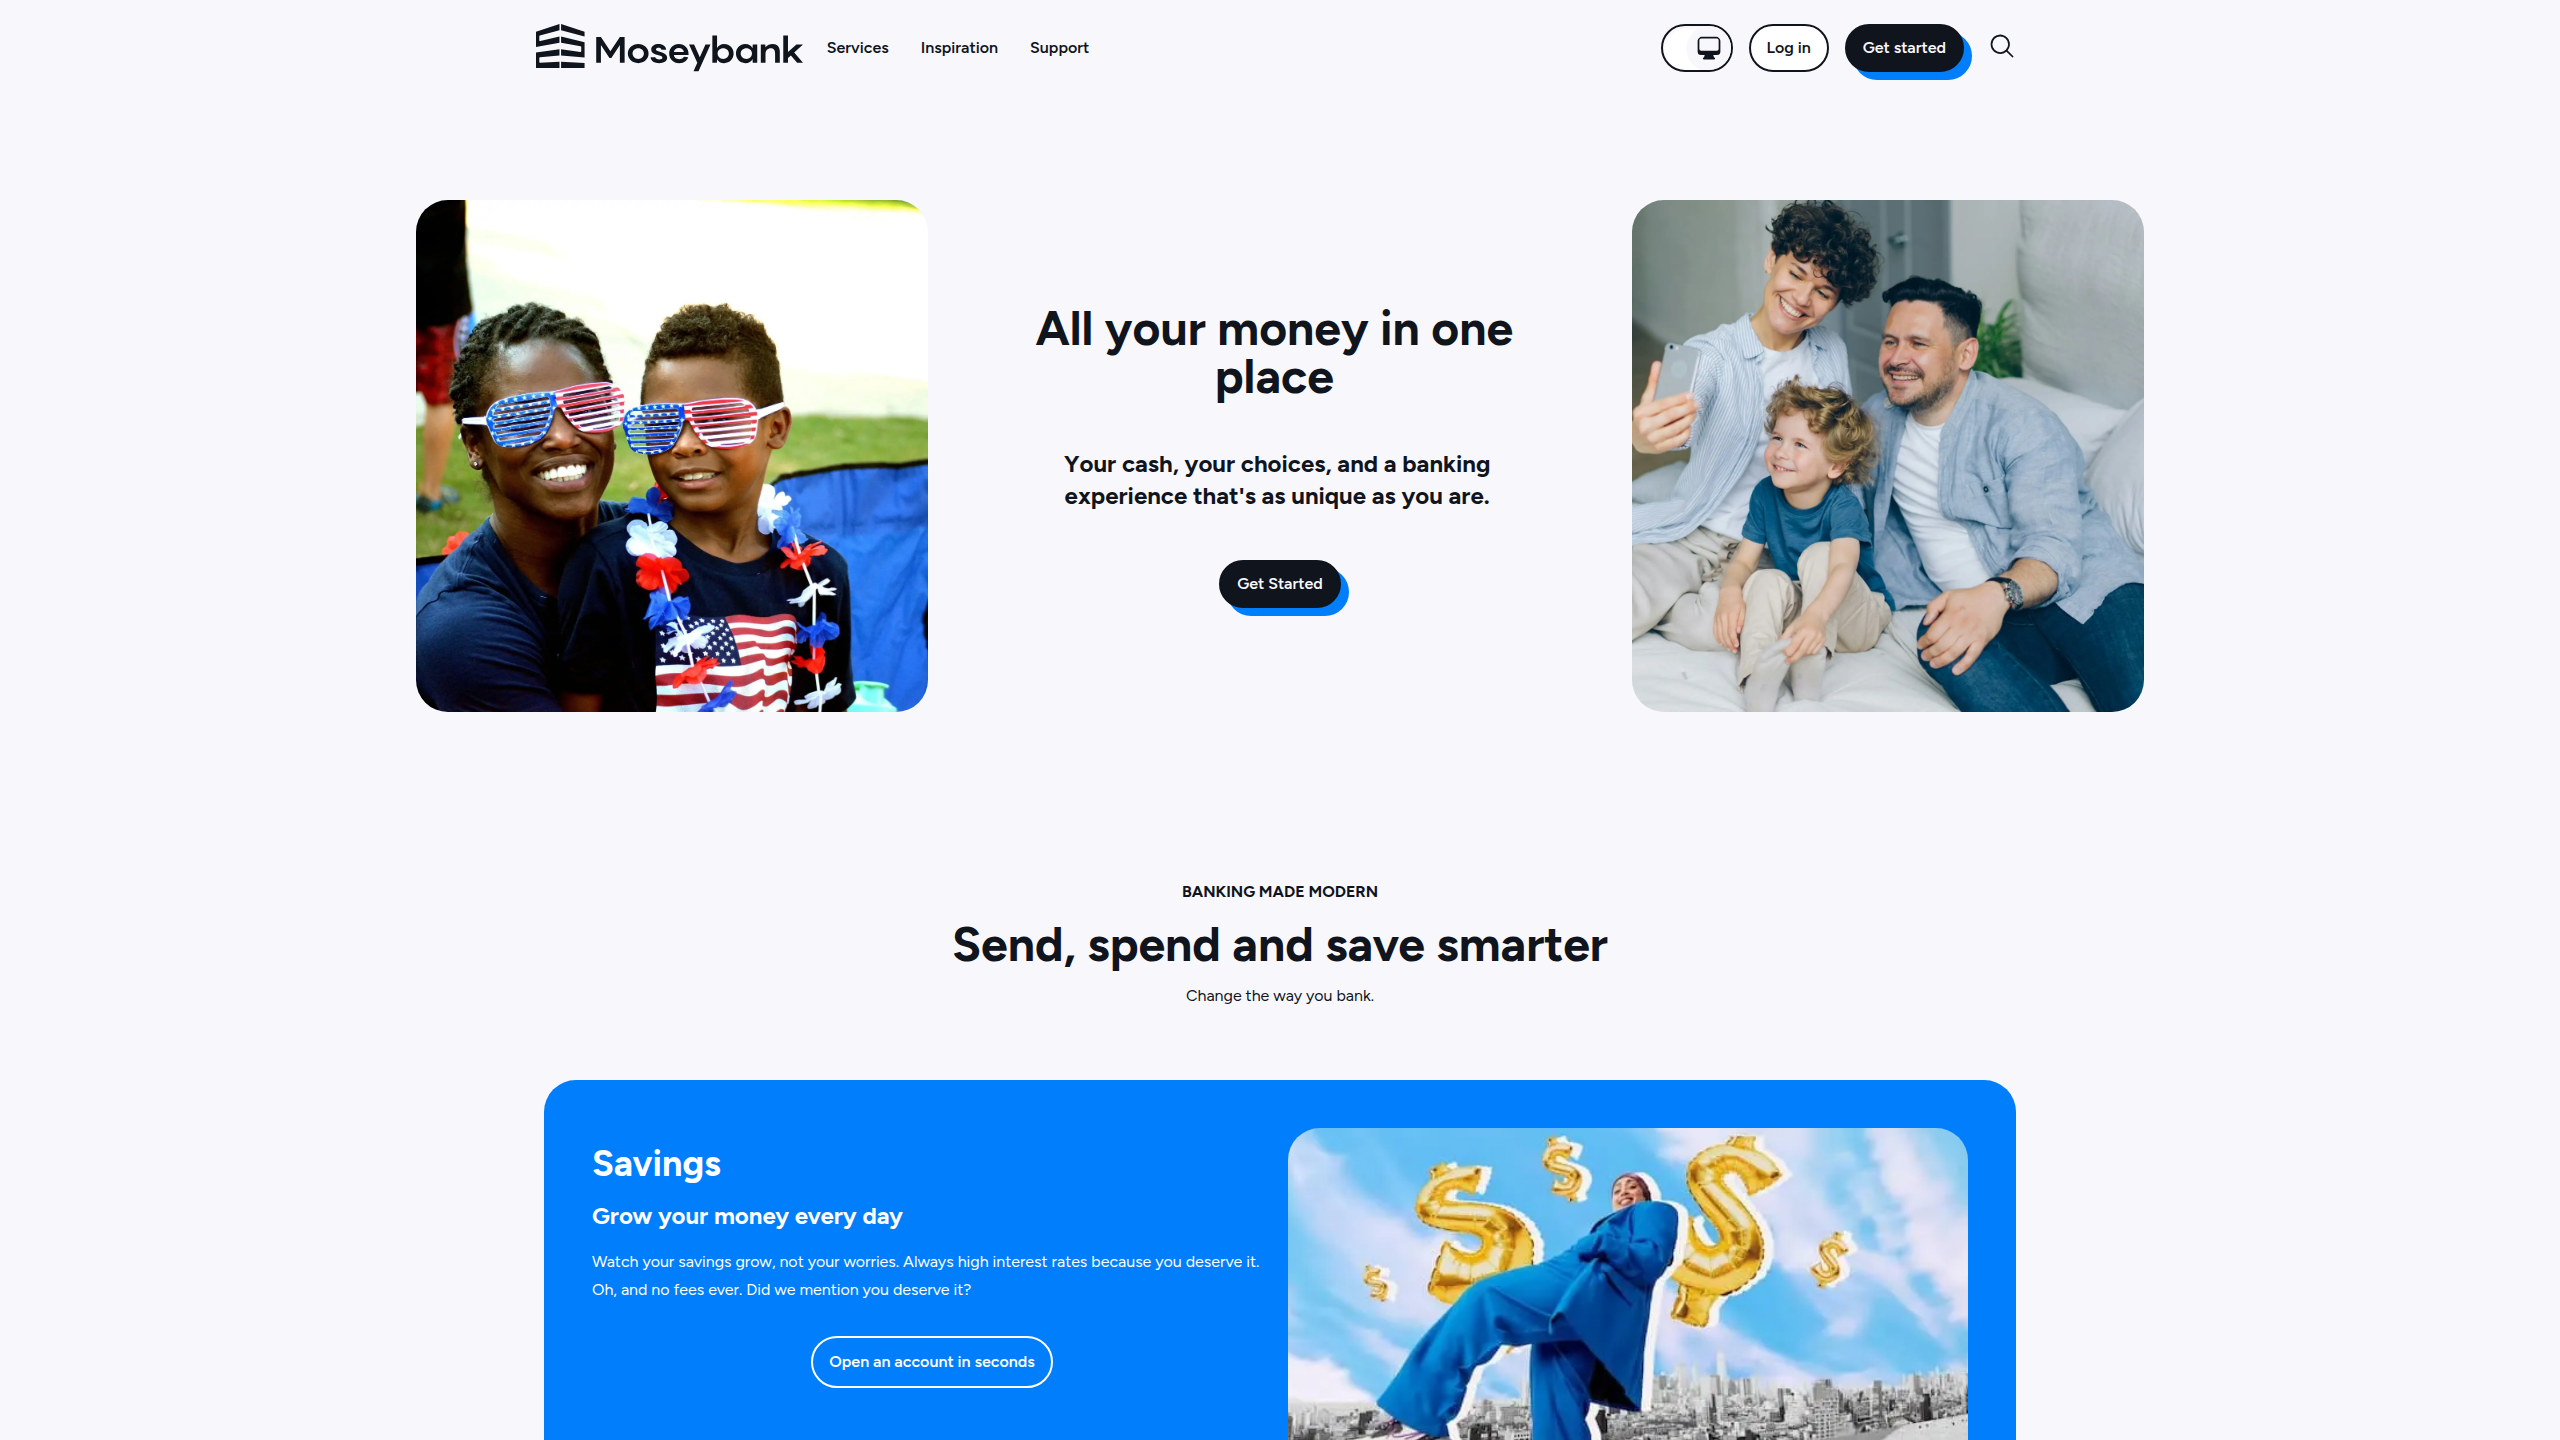 Moseybank
Services
Inspiration
Support
Log in
Get started
All your money in one
place
Your cash, your choices, and a banking
experience that's as unique as you are.
Get Started
BANKING MADE MODERN
Send, spend and save smarter
Change the way you bank.
Savings
Grow your money every day
Watch your savings grow, not your worries. Always high interest rates because you deserve it.
Oh, and no fees ever. Did we mention you deserve it?
Open an account in seconds